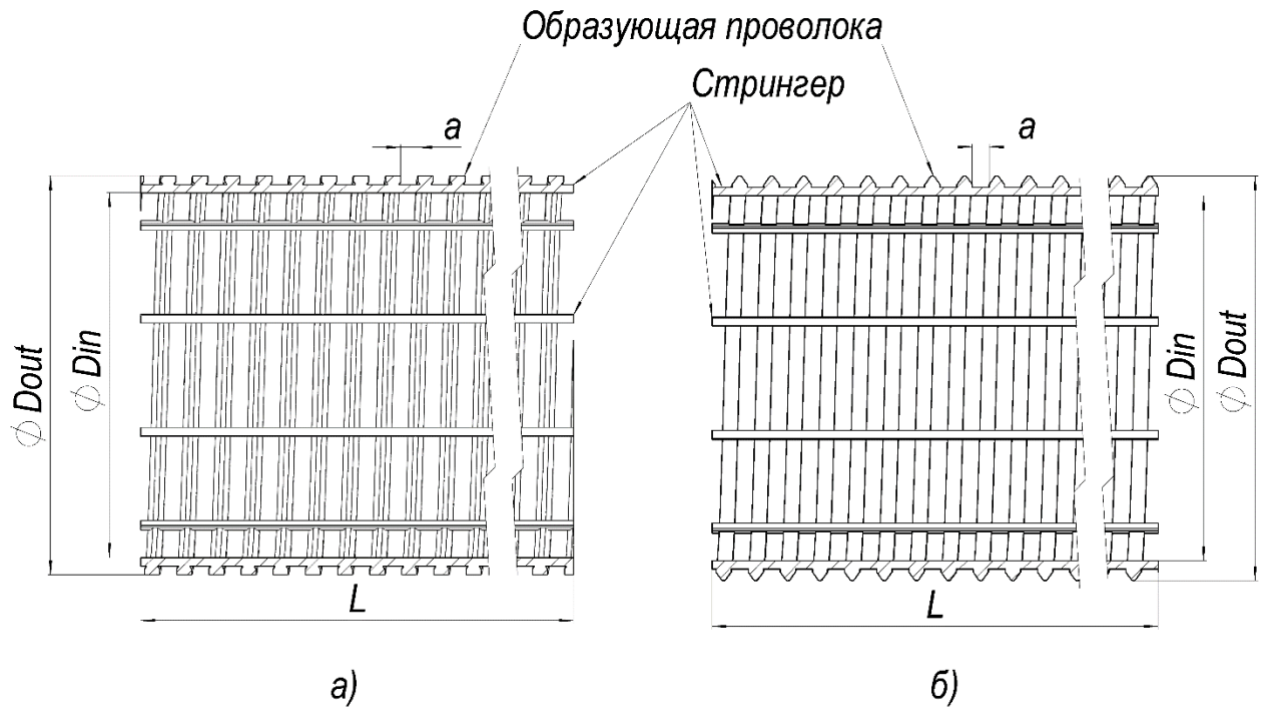 Образующая проволока
Стрингер
a
a
⌀ Dout
⌀ Din
⌀ Din
⌀ Dout
L
L
а)
б)